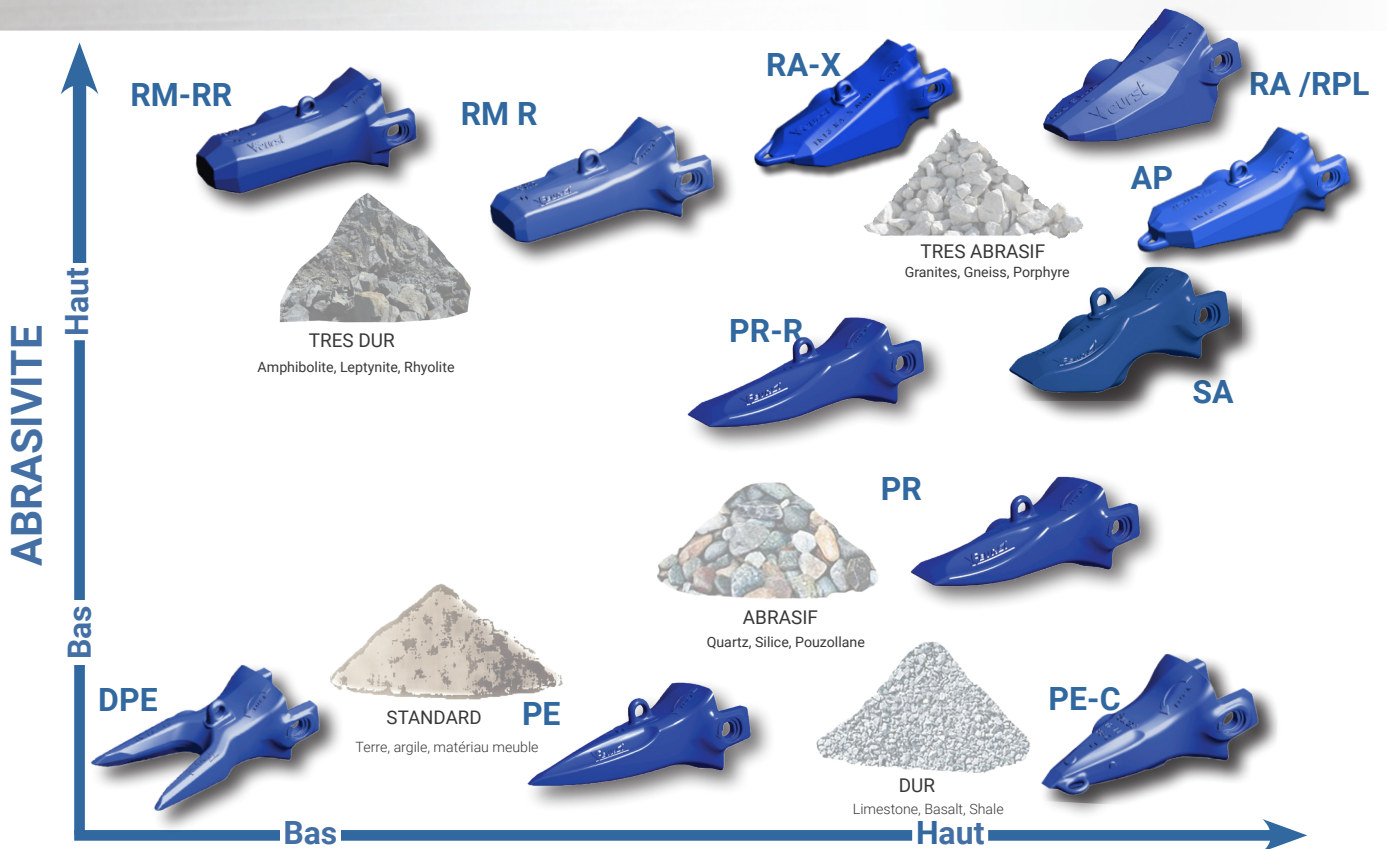 RM-RR
RM R
RA-X
RA /RPL
AP
TRES ABRASIF
Granites, Gneiss, Porphyre
Haut
TRES DUR
Amphibolite, Leptynite, Rhyolite
PR-R
SA
ABRASIVITE
PR
ABRASIF
Quartz, Silice, Pouzollane
Bas
DPE
STANDARD
Terre, argile, matériau meuble
PE
PE-C
DUR
Limestone, Basalt, Shale
Bas
Haut